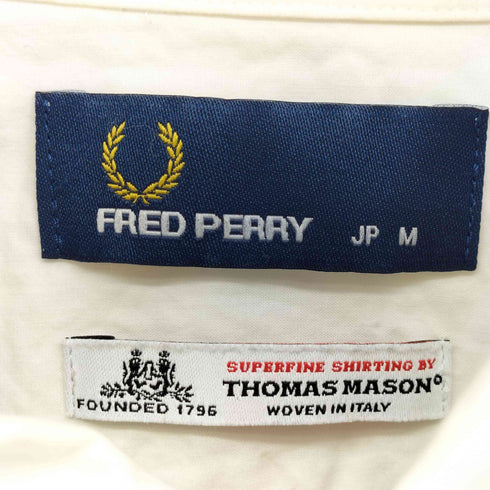 FRED PERRY JP M
SUPERFINE SHIRTING BY
THOMAS MASON°
FOUNDED 1796 WOVEN IN ITALY